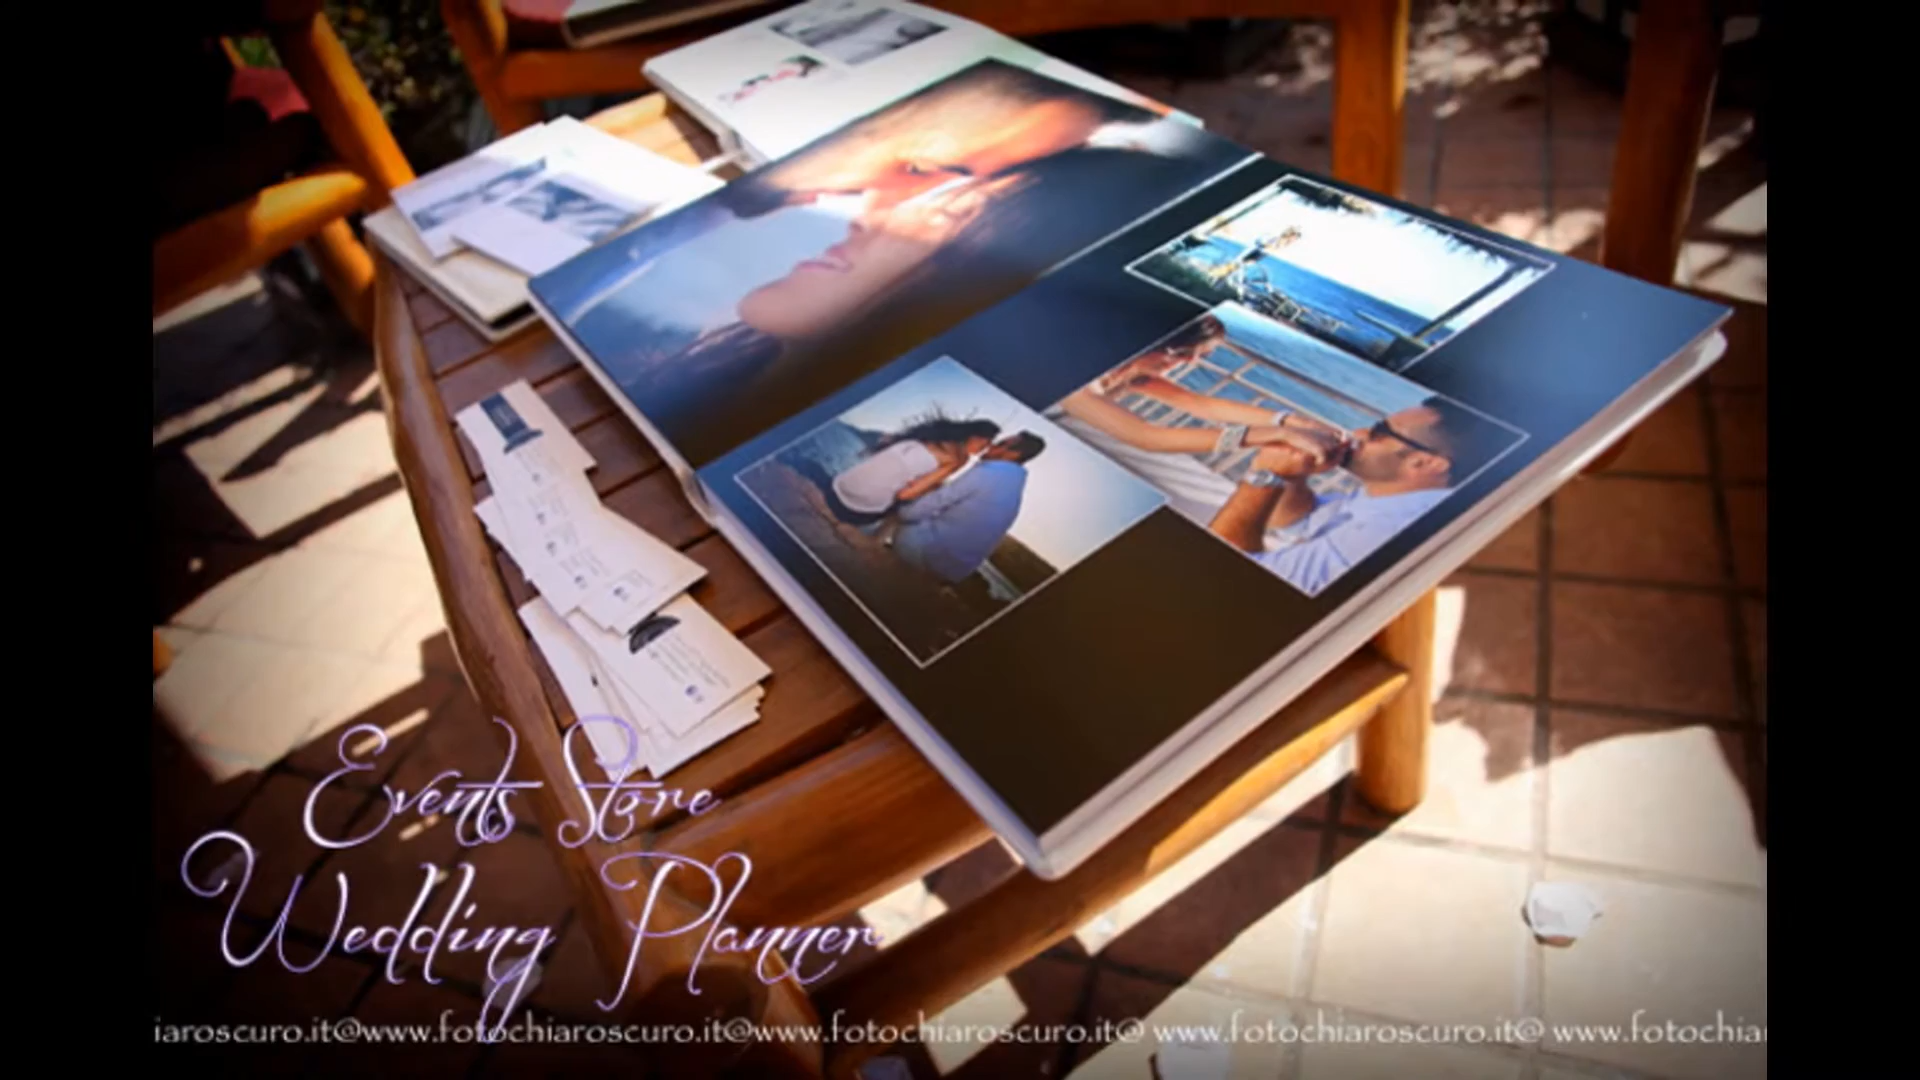 Events Store
Wedding Planner
iaroscuro.it@www.fotochiaroscuro.it@www.fotochiaroscuro.it@ www.fotochiaroscuro.it@ www.fotochia